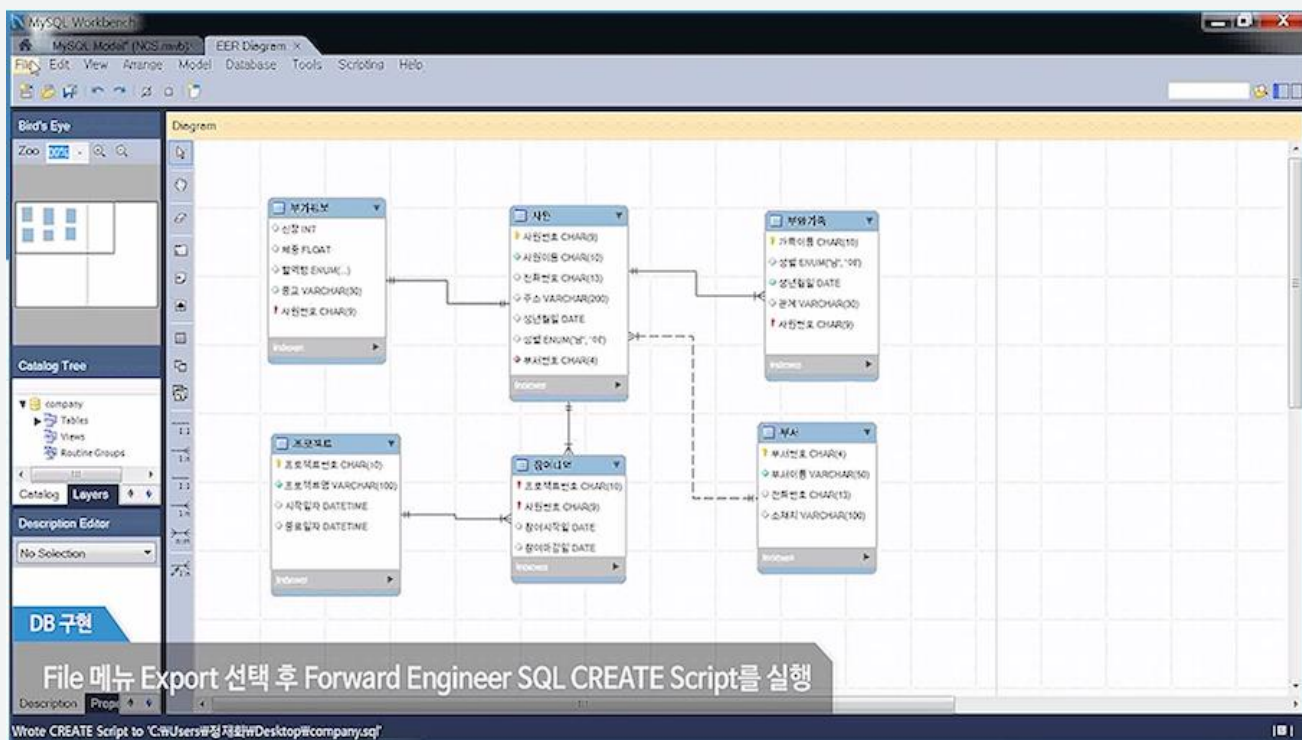 MySQL Workbench
MySQL Model* (NCS.mwb)
EER Diagram ×
File Edit View Arrange Model Database Tools Scripting Help
Bird's Eye
Zoo
Diagram
부가정보
신장 INT
체중 FLOAT
혈액형 ENUM(...)
종교 VARCHAR(30)
사원번호 CHAR(9)
Indexes
사원
사원번호 CHAR(9)
사원이름 CHAR(10)
전화번호 CHAR(13)
주소 VARCHAR(200)
생년월일 DATE
성별 ENUM('남', '여')
부서번호 CHAR(4)
Indexes
부양가족
가족이름 CHAR(10)
성별 ENUM('남', '여')
생년월일 DATE
관계 VARCHAR(30)
사원번호 CHAR(9)
Indexes
Catalog Tree
company
Tables
Views
Routine Groups
Catalog Layers
프로젝트
프로젝트번호 CHAR(10)
프로젝트명 VARCHAR(100)
시작일자 DATETIME
종료일자 DATETIME
Indexes
참여내역
프로젝트번호 CHAR(10)
사원번호 CHAR(9)
참여시작일 DATE
참여마감일 DATE
Indexes
부서
부서번호 CHAR(4)
부서이름 VARCHAR(50)
전화번호 CHAR(13)
소재지 VARCHAR(100)
Indexes
1:1
1:n
1:1
1:n
n:m
Description Editor
No Selection
DB 구현
File 메뉴 Export 선택 후 Forward Engineer SQL CREATE Script를 실행
Description Prope
Wrote CREATE Script to 'C:₩Users₩정재화₩Desktop₩company.sql'